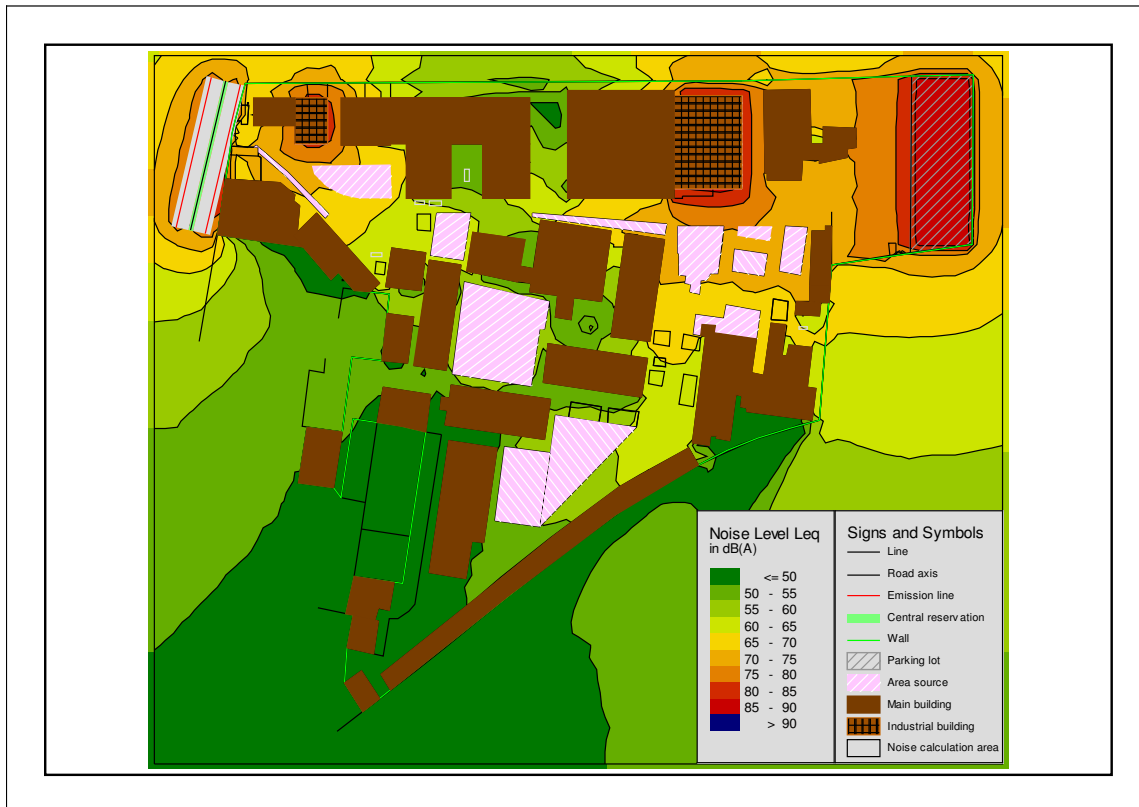 Noise Level Leq
in dB(A)
<= 50
50 - 55
55 - 60
60 - 65
65 - 70
70 - 75
75 - 80
80 - 85
85 - 90
> 90
Signs and Symbols
Line
Road axis
Emission line
Central reservation
Wall
Parking lot
Area source
Main building
Industrial building
Noise calculation area